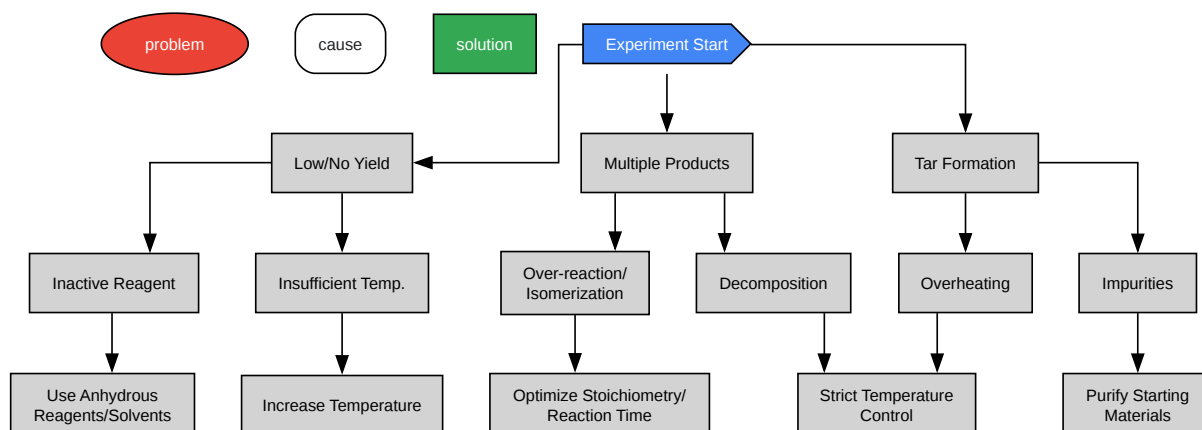 problem
cause
solution
Experiment Start
Low/No Yield
Multiple Products
Tar Formation
Inactive Reagent
Insufficient Temp.
Over-reaction/
Isomerization
Decomposition
Overheating
Impurities
Use Anhydrous
Reagents/Solvents
Increase Temperature
Optimize Stoichiometry/
Reaction Time
Strict Temperature
Control
Purify Starting
Materials